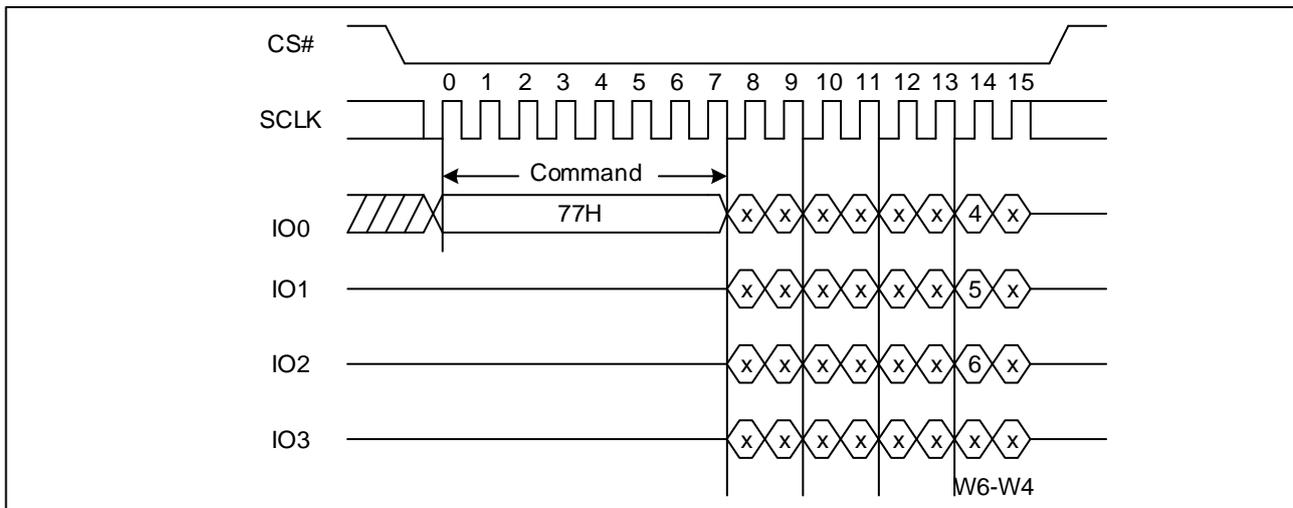 CS#
0 1 2 3 4 5 6 7 8 9 10 11 12 13 14 15
SCLK
Command
77H
IO0 x x x x x x 4 x
IO1 x x x x x x 5 x
IO2 x x x x x x 6 x
IO3 x x x x x x x x
W6-W4